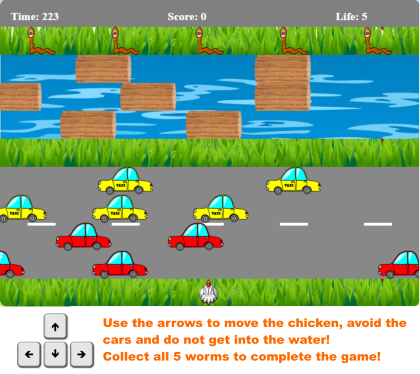 Time: 223 Score: 0 Life: 5
TAXI
TAXI
TAXI TAXI TAXI
Use the arrows to move the chicken, avoid the
cars and do not get into the water!
Collect all 5 worms to complete the game!